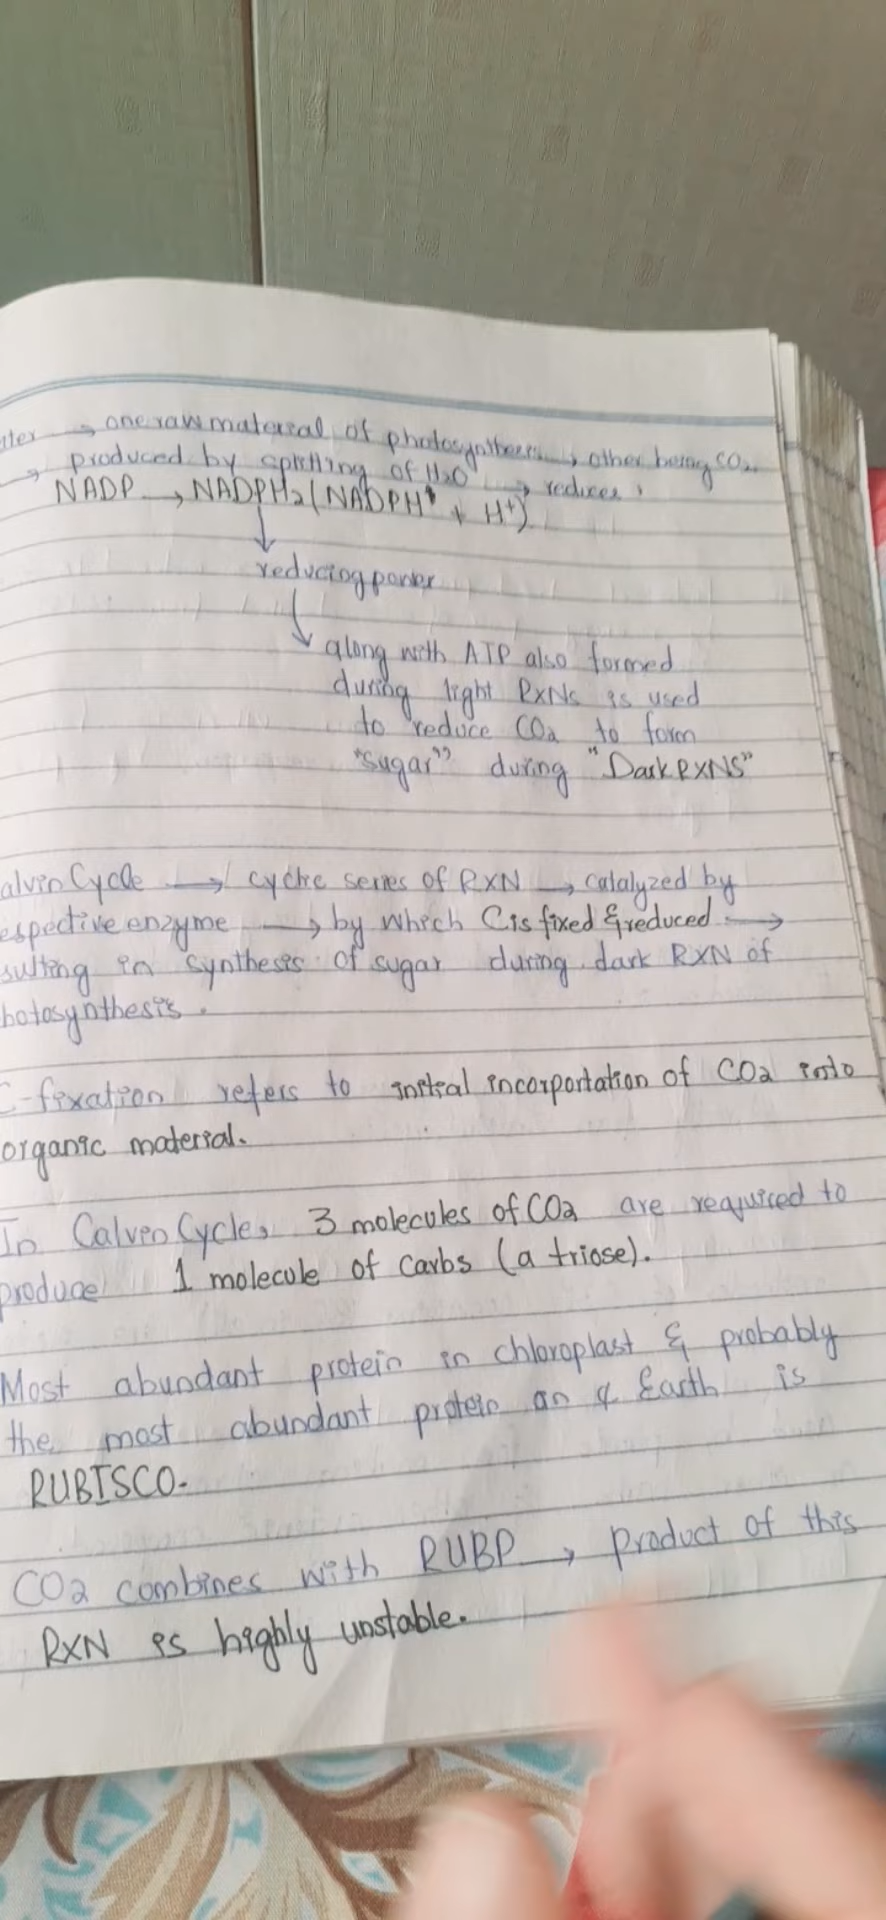 ter → one raw material of photosynthesis → other being CO2.
→ produced by splitting of H2O → reduces
NADP → NADPH2 (NADPH + H+)
↓
reducing power
↓ along with ATP also formed
during light RXNs is used
to reduce CO2 to form
"sugar" during "Dark RXNS"
alvin Cycle → cyclic series of RXN → catalyzed by
espective enzyme → by which C is fixed & reduced →
sulting in synthesis of sugar during dark RXN of
hotosynthesis.
C-fixation refers to initial incorportation of CO2 into
organic material.
In Calvin Cycle, 3 molecules of CO2 are required to
produce 1 molecule of carbs (a triose).
Most abundant protein in chloroplast & probably
the most abundant protein on Earth is
RUBISCO.
CO2 combines with RUBP → product of this
RXN is highly unstable.